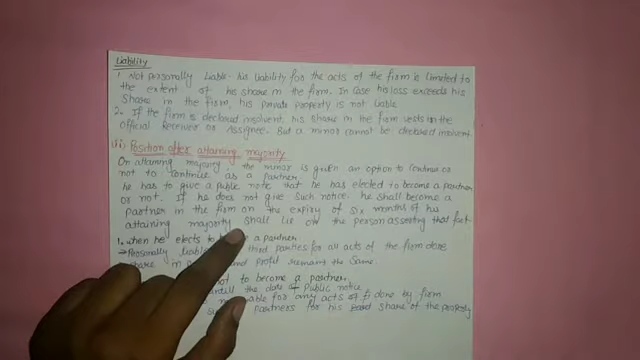 Liability
1. Not personally liable - his liability for the acts of the firm is limited to
the extent of his share in the firm. In case the loss exceeds his
share in the firm, his private property is not liable.
2. If the firm is declared insolvent, his share in the firm vests in the
official Receiver or Assignee. But a minor cannot be declared insolvent.
Position after attaining majority
On attaining majority, the minor is given an option to continue or
not to continue as a partner.
he has to give a public notice that he has elected to become a partner
or not. If he does not give such notice. he shall become a
partner in the firm on the expiry of six months of his
attaining majority shall lie on the person asserting that fact.
1. when he elects to a partner
→ Personally liable third parties for all acts of the firm done
→ Share in and profit remains the same.
not to become a partner.
till the date of Public notice
able for any acts of done by firm
partners for his share of the property